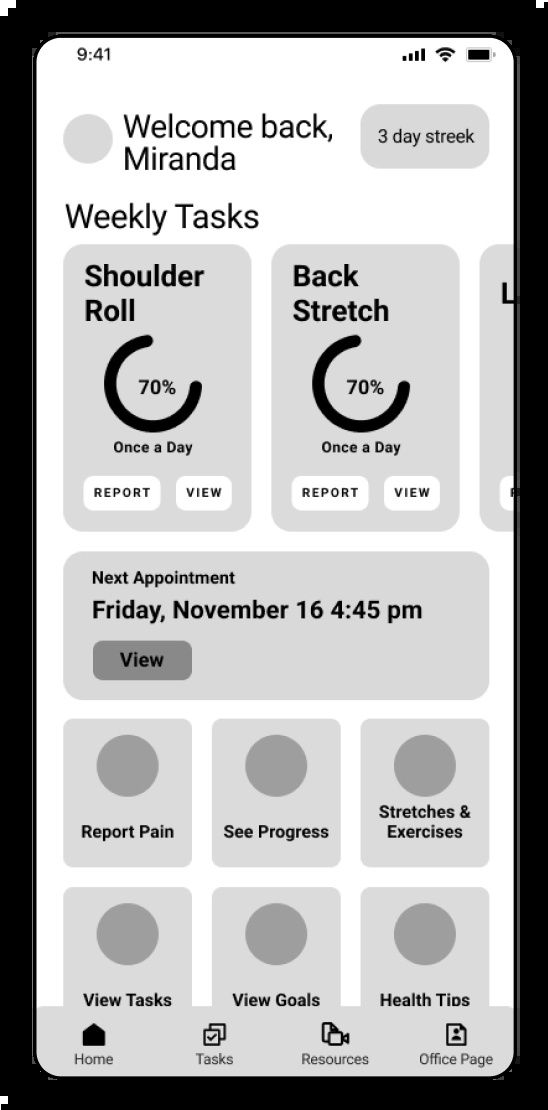 9:41
Welcome back,
Miranda
3 day streek
Weekly Tasks
Shoulder
Roll
70%
Once a Day
REPORT VIEW
Back
Stretch
70%
Once a Day
REPORT VIEW
L
Next Appointment
Friday, November 16 4:45 pm
View
Report Pain
See Progress
Stretches &
Exercises
View Tasks
View Goals
Health Tips
Home
Tasks
Resources
Office Page